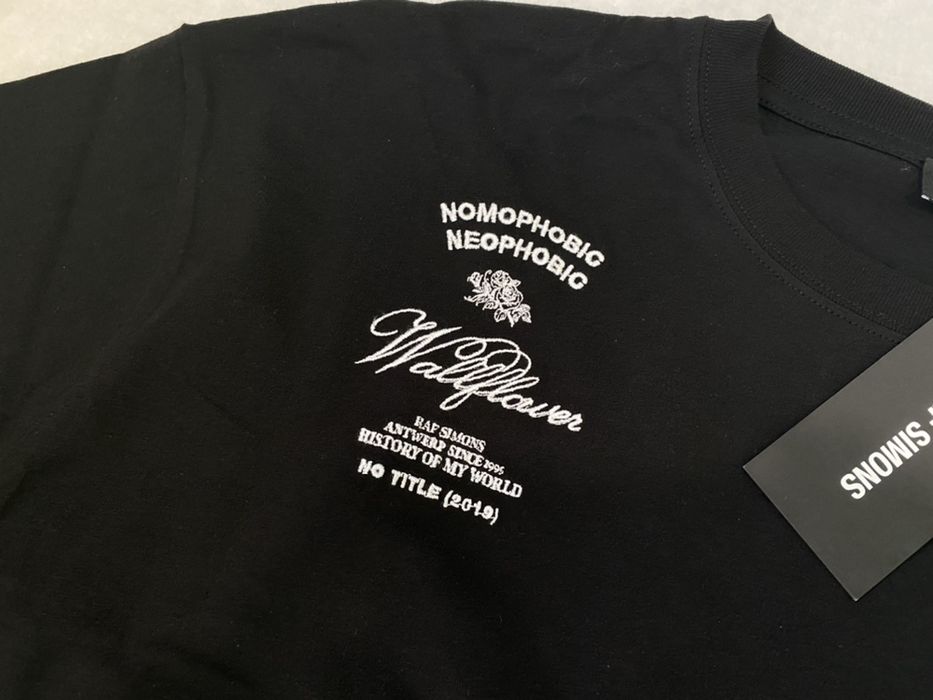 NOMOPHOBIC
NEOPHOBIC
Wallflower
RAF SIMONS
ANTWERP SINCE 1995
HISTORY OF MY WORLD
NO TITLE (2019)
SIMONS